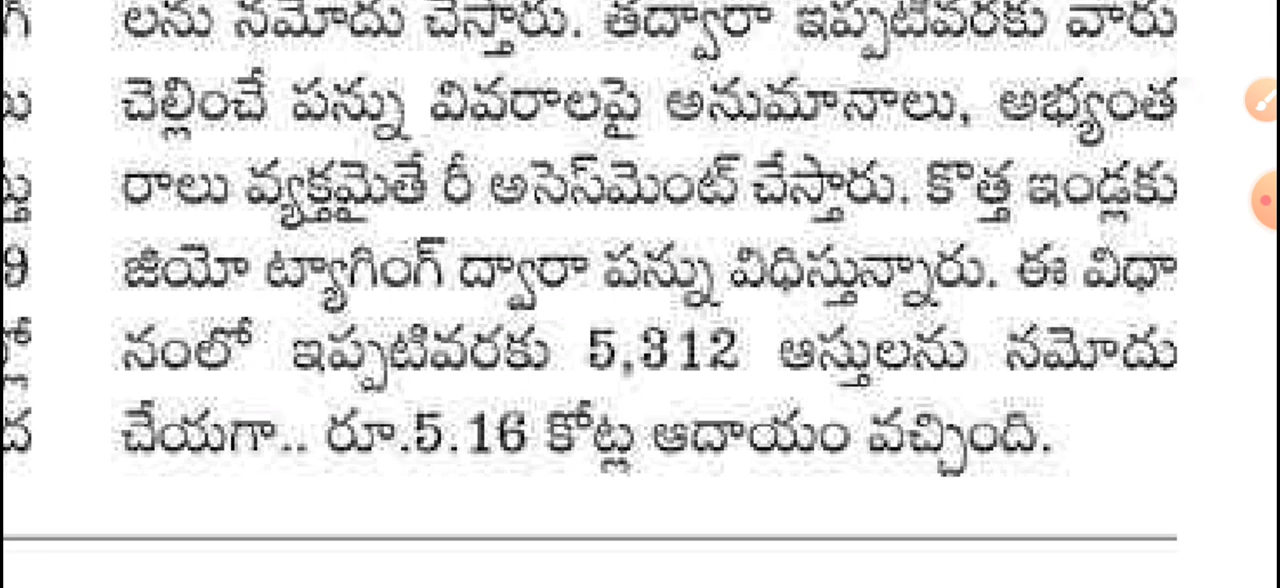 లను నమోదు చేస్తారు. తద్వారా ఇప్పటివరకు వారు
చెల్లించే పన్ను వివరాలపై అనుమానాలు, అభ్యంత
రాలు వ్యక్తమైతే రీ అసెస్‌మెంట్ చేస్తారు. కొత్త ఇండ్లకు
జియో ట్యాగింగ్ ద్వారా పన్ను విధిస్తున్నారు. ఈ విధా
నంలో ఇప్పటివరకు 5,312 ఆస్తులను నమోదు
చేయగా.. రూ.5.16 కోట్ల ఆదాయం వచ్చింది.